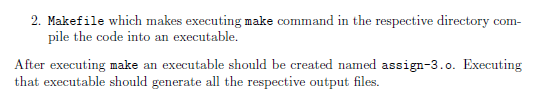 2. Makefile which makes executing make command in the respective directory com-
pile the code into an executable.
After executing make an executable should be created named assign-3.o. Executing
that executable should generate all the respective output files.